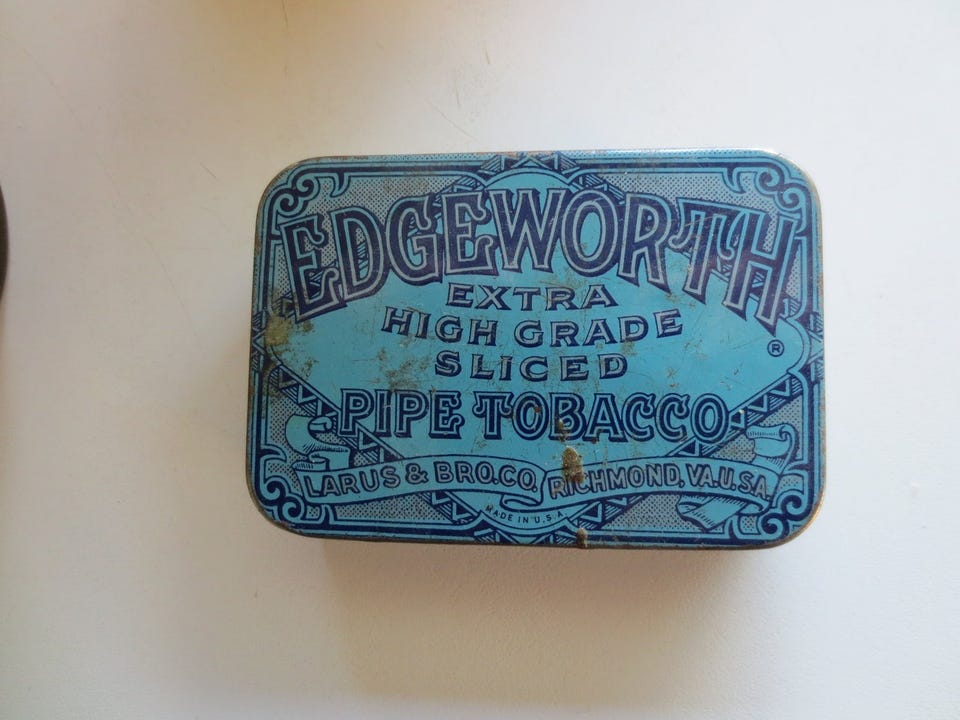 EDGEWORTH
EXTRA
HIGH GRADE
SLICED
®
PIPE TOBACCO
LARUS & BRO. CO. RICHMOND, VA. U.S.A.
MADE IN U.S.A.